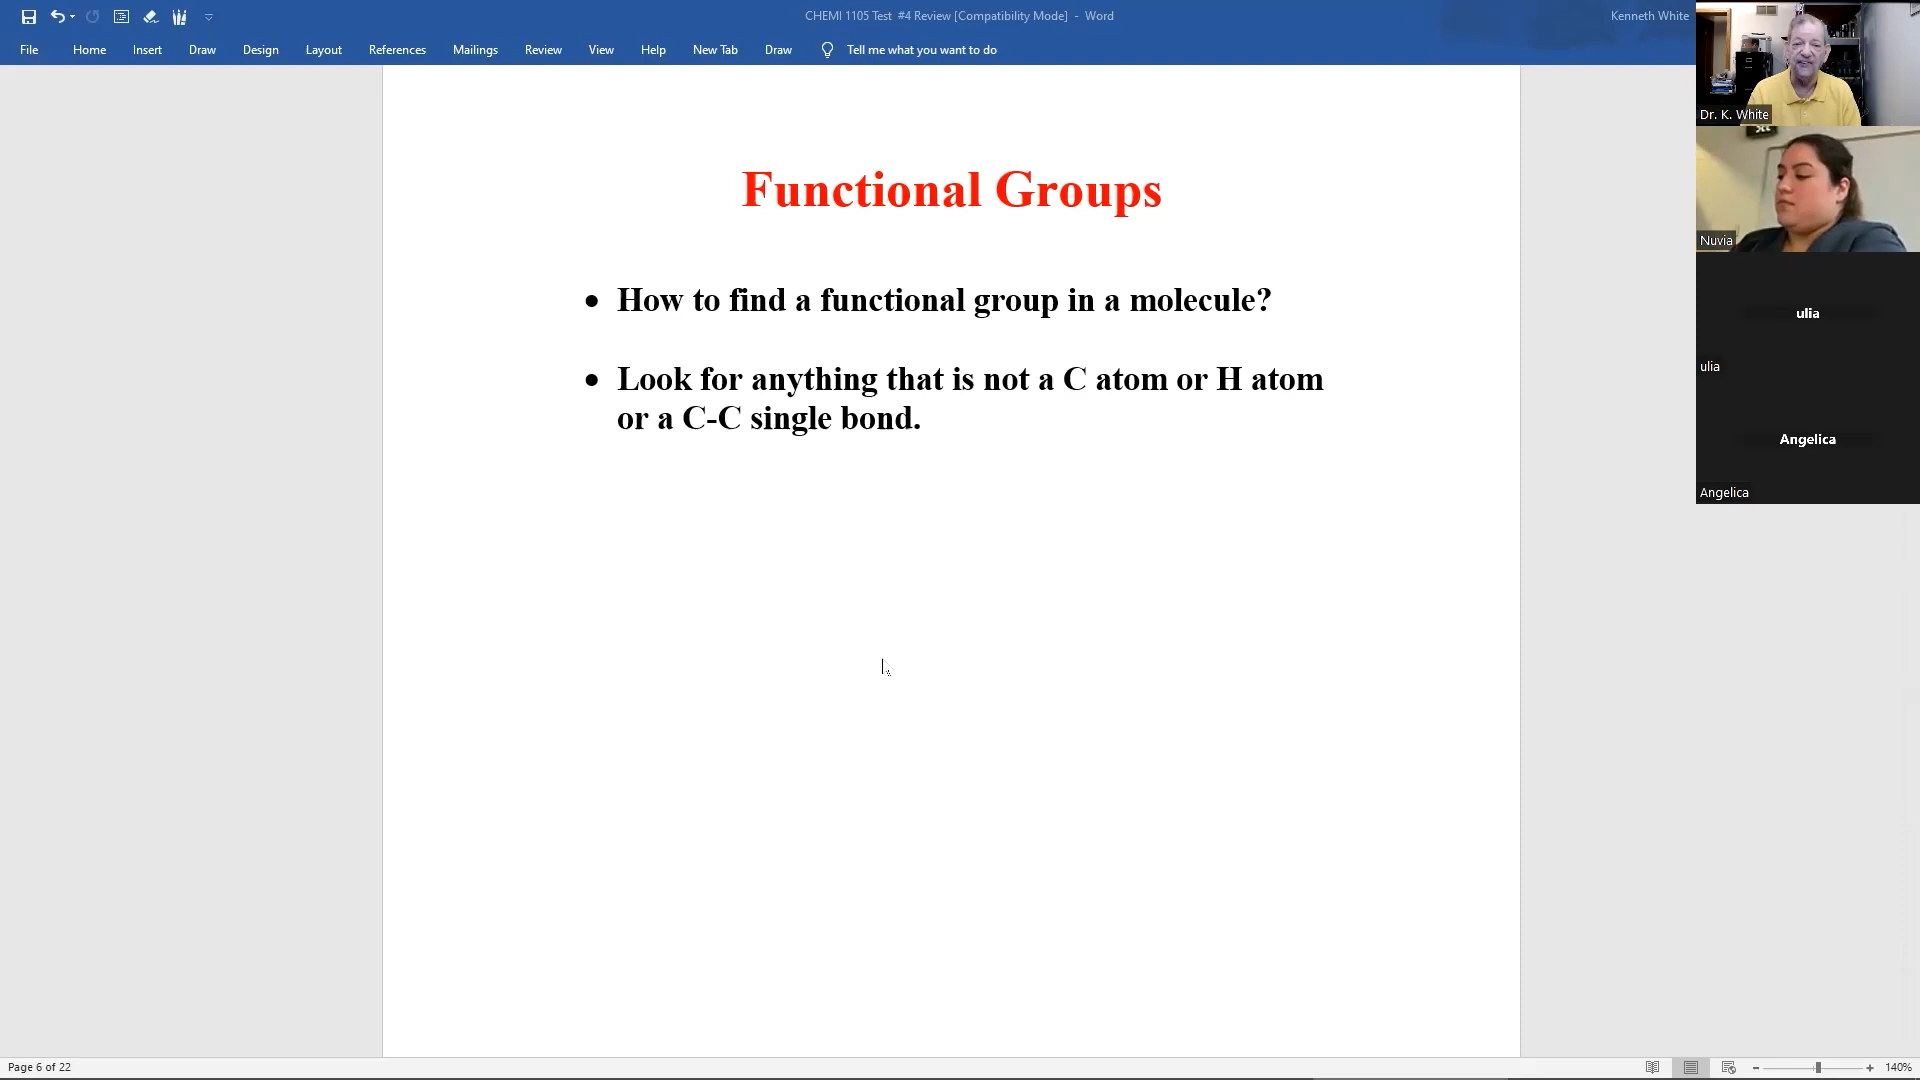 CHEMI 1105 Test #4 Review [Compatibility Mode] - Word
Kenneth White
File Home Insert Draw Design Layout References Mailings Review View Help New Tab Draw Tell me what you want to do
Dr. K. White
Functional Groups
Nuvia
• How to find a functional group in a molecule?
ulia
ulia
• Look for anything that is not a C atom or H atom
or a C-C single bond.
Angelica
Angelica
Page 6 of 22
140%